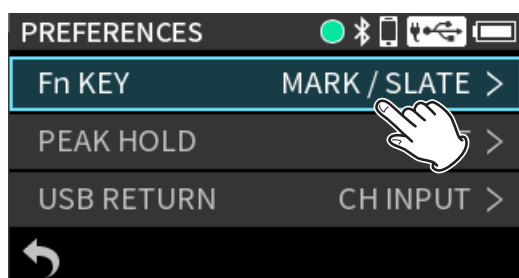 PREFERENCES
Fn KEY MARK / SLATE >
PEAK HOLD >
USB RETURN CH INPUT >